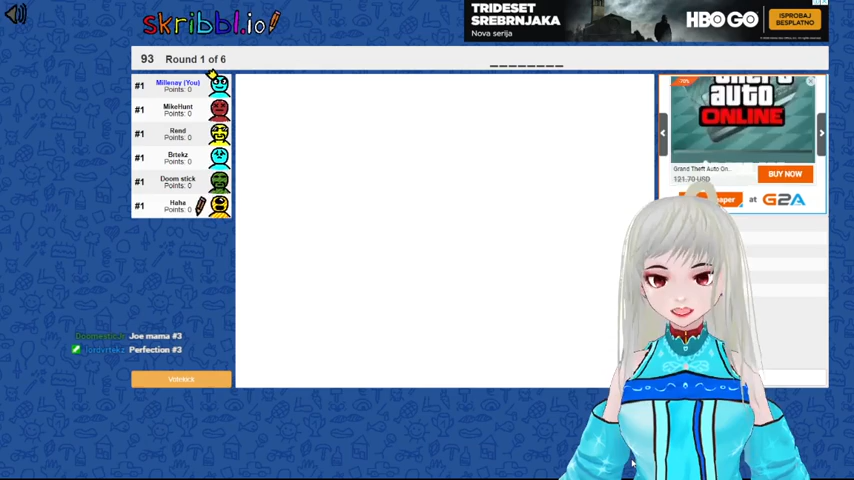 skribbl.io
TRIDESET
SREBRNJAKA
Nova serija
HBO GO
ISPROBAJ
BESPLATNO
93 Round 1 of 6
________
#1 Millenay (You)
Points: 0
#1 MikeHunt
Points: 0
#1 Rend
Points: 0
#1 Brtekz
Points: 0
#1 Doom stick
Points: 0
#1 Haha
Points: 0
-70%
auto
ONLINE
Grand Theft Auto On..
121.70 USD
BUY NOW
at G2A
Joe mama #3
lordvrtekz Perfection #3
Votekick